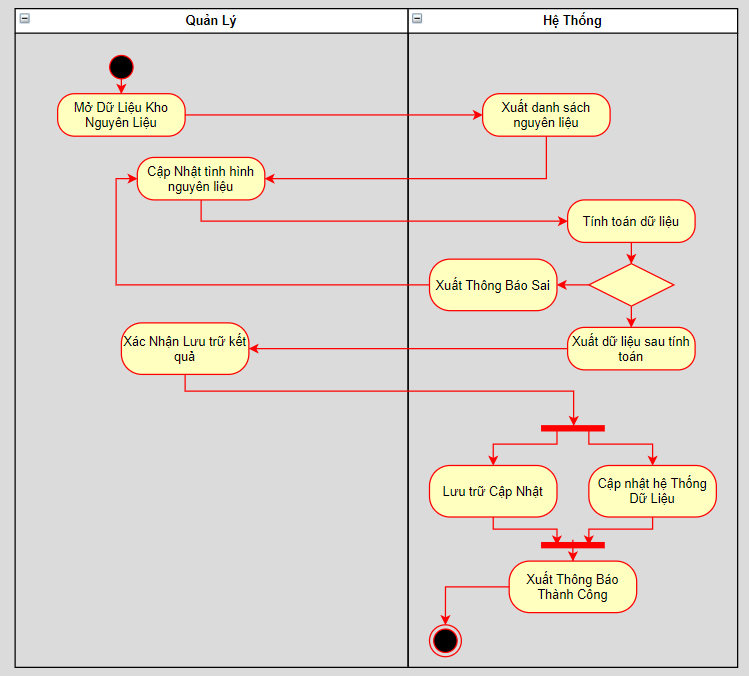 Quản Lý
Hệ Thống
Mở Dữ Liệu Kho
Nguyên Liệu
Xuất danh sách
nguyên liệu
Cập Nhật tình hình
nguyên liệu
Tính toán dữ liệu
Xuất Thông Báo Sai
Xác Nhận Lưu trữ kết
quả
Xuất dữ liệu sau tính
toán
Lưu trữ Cập Nhật
Cập nhật hệ Thống
Dữ Liệu
Xuất Thông Báo
Thành Công